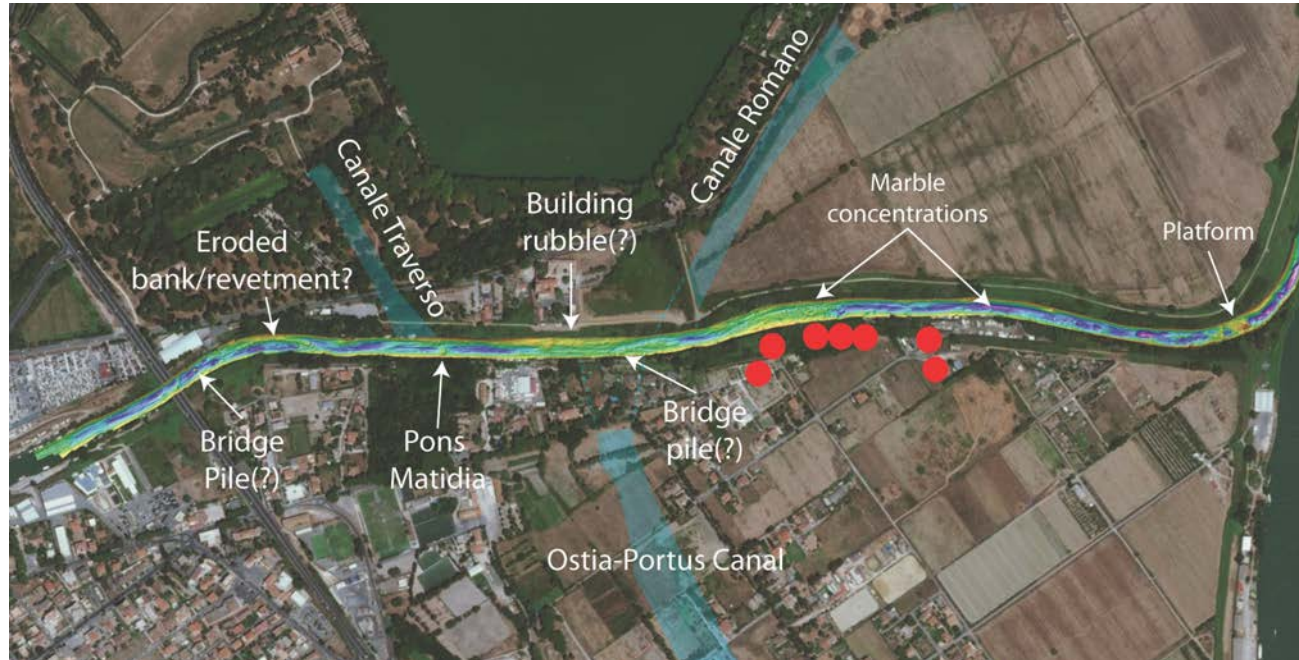 Canale Romano
Canale Traverso
Building
rubble(?)
Marble
concentrations
Eroded
bank/revetment?
Platform
Bridge
Pile(?)
Pons
Matidia
Bridge
pile(?)
Ostia-Portus Canal